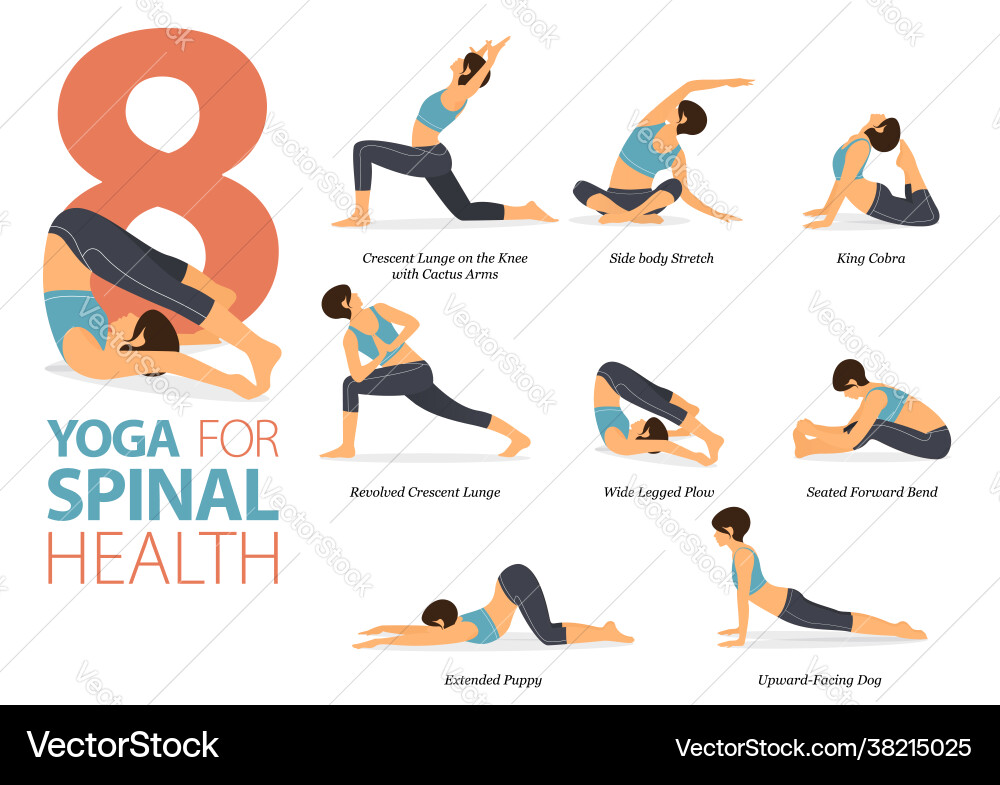 8
YOGA FOR
SPINAL
HEALTH
Crescent Lunge on the Knee
with Cactus Arms
Side body Stretch
King Cobra
Revolved Crescent Lunge
Wide Legged Plow
Seated Forward Bend
Extended Puppy
Upward-Facing Dog
VectorStock
VectorStock.com/38215025